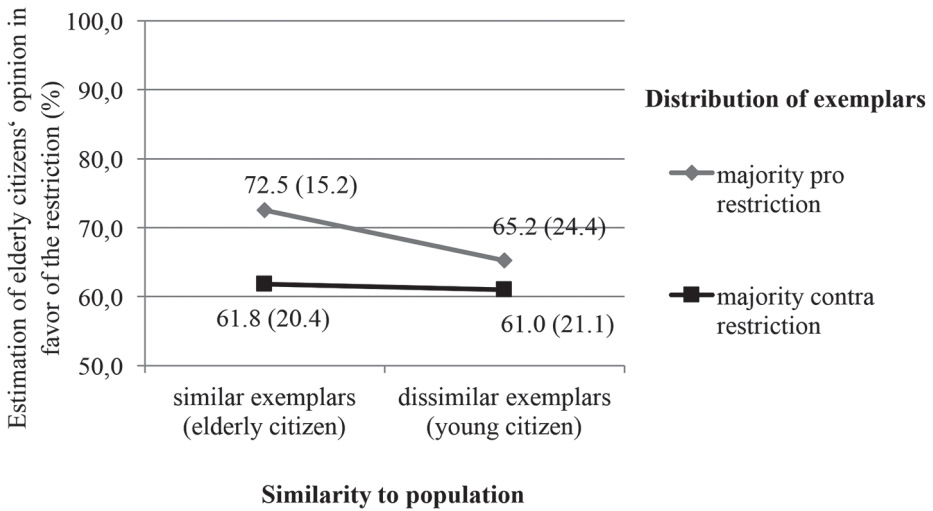 Estimation of elderly citizens‘ opinion in
favor of the restriction (%)
100,0
90,0
80,0
70,0
60,0
50,0
72.5 (15.2)
65.2 (24.4)
61.8 (20.4)
61.0 (21.1)
similar exemplars
(elderly citizen)
dissimilar exemplars
(young citizen)
Similarity to population
Distribution of exemplars
majority pro
restriction
majority contra
restriction